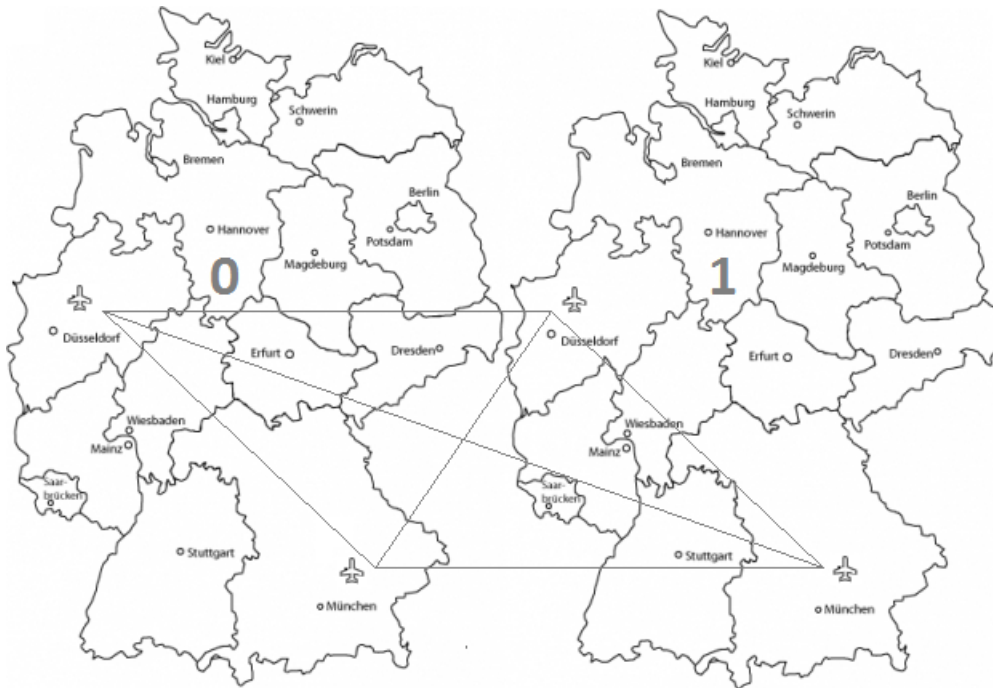 Kiel
Hamburg
Schwerin
Bremen
Berlin
Hannover
Potsdam
Magdeburg
0
Düsseldorf
Erfurt
Dresden
Wiesbaden
Mainz
Saar-
brücken
Stuttgart
München
Kiel
Hamburg
Schwerin
Bremen
Berlin
Hannover
Potsdam
Magdeburg
1
Düsseldorf
Erfurt
Dresden
Wiesbaden
Mainz
Saar-
brücken
Stuttgart
München